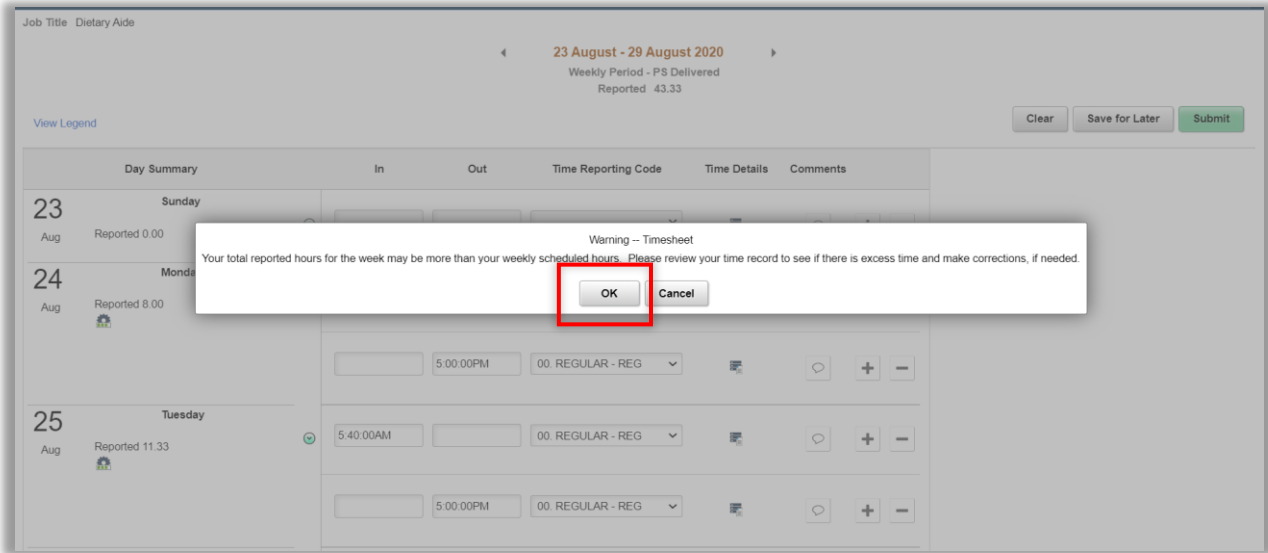 Job Title Dietary Aide
23 August - 29 August 2020
Weekly Period - PS Delivered
Reported 43.33
View Legend
Clear Save for Later Submit
Day Summary In Out Time Reporting Code Time Details Comments
23 Sunday
Aug Reported 0.00
Warning -- Timesheet
Your total reported hours for the week may be more than your weekly scheduled hours. Please review your time record to see if there is excess time and make corrections, if needed.
OK Cancel
24 Monda
Aug Reported 8.00
5:00:00PM 00. REGULAR - REG
25 Tuesday
Aug Reported 11.33
5:40:00AM 00. REGULAR - REG
5:00:00PM 00. REGULAR - REG